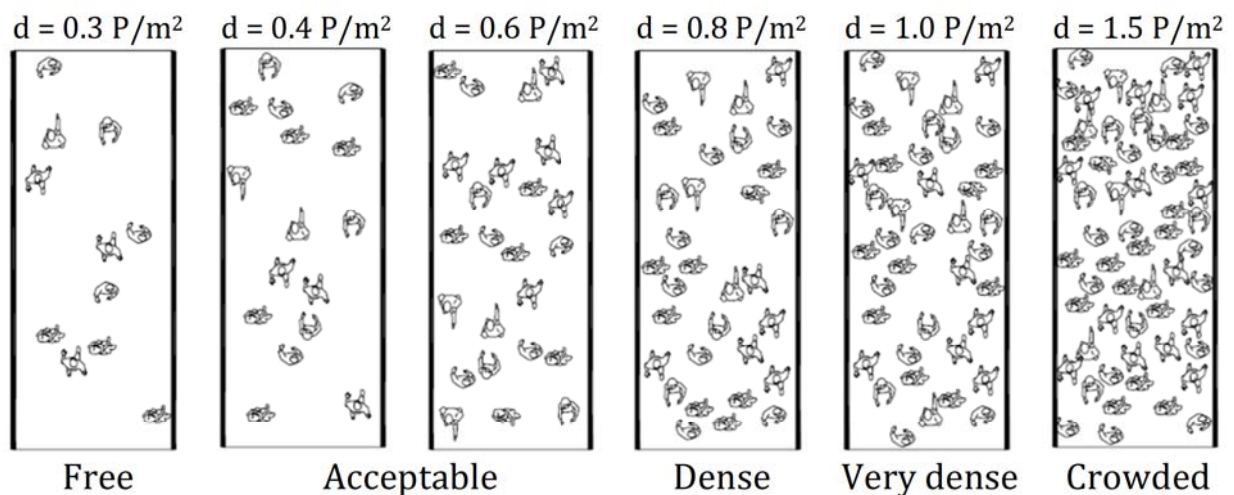 d = 0.3 P/m² d = 0.4 P/m² d = 0.6 P/m² d = 0.8 P/m² d = 1.0 P/m² d = 1.5 P/m²
Free Acceptable Dense Very dense Crowded